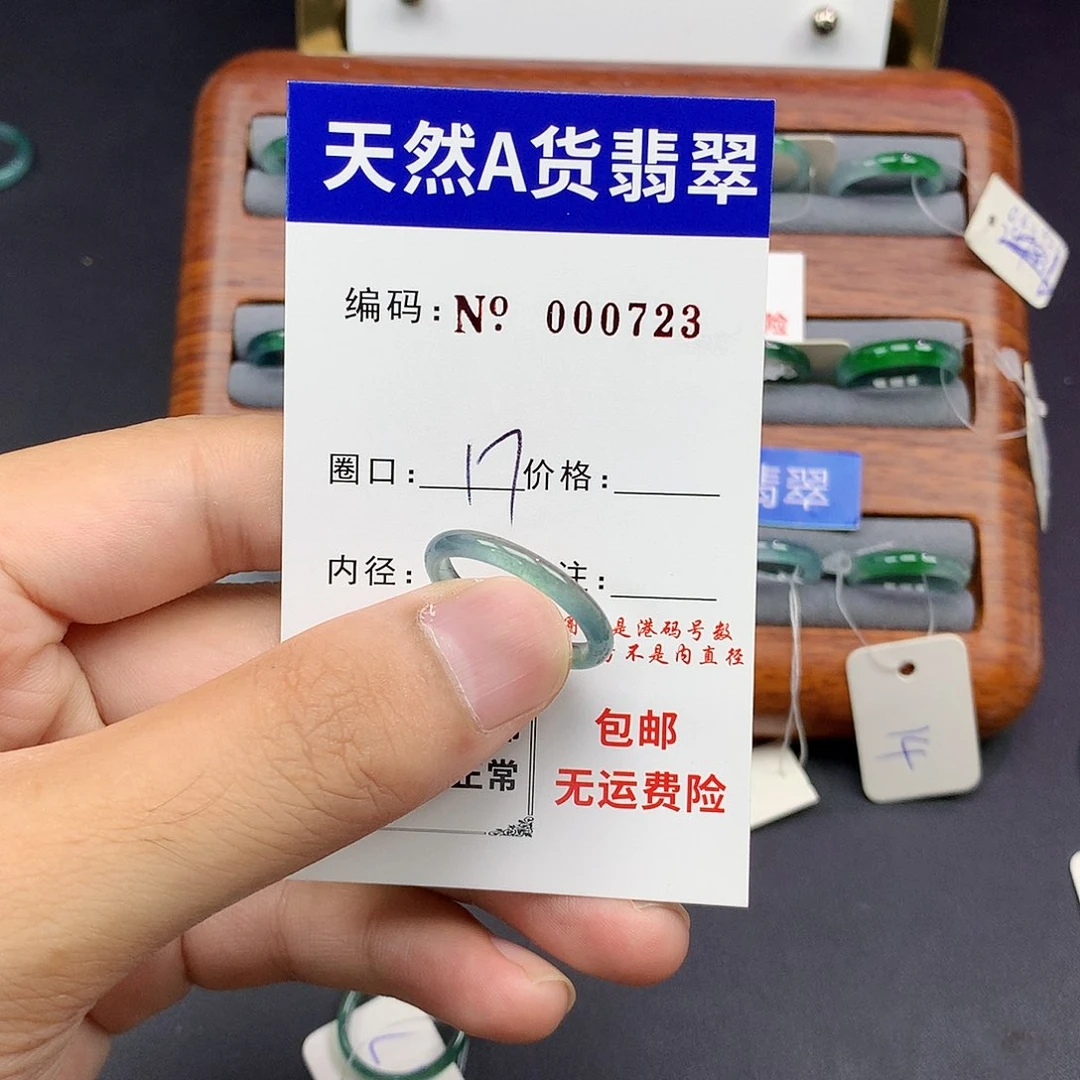 天然A货翡翠
编码: Nº 000723
圈口: 17 价格:
内径: 注:
是港码号数
不是内直径
正常
包邮
无运费险
险
翡翠
14